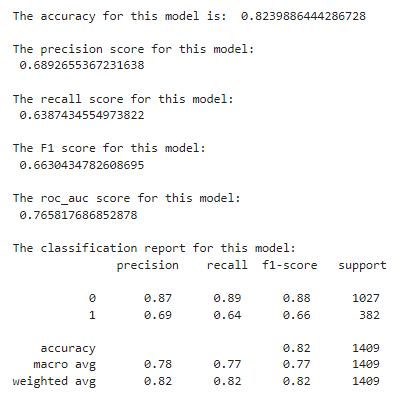 The accuracy for this model is:  0.8239886444286728
The precision score for this model:
0.6892655367231638
The recall score for this model:
0.6387434554973822
The F1 score for this model:
0.6630434782608695
The roc_auc score for this model:
0.765817686852878
The classification report for this model:
precision    recall  f1-score   support
0       0.87      0.89      0.88      1027
1       0.69      0.64      0.66       382
accuracy                           0.82      1409
macro avg       0.78      0.77      0.77      1409
weighted avg       0.82      0.82      0.82      1409